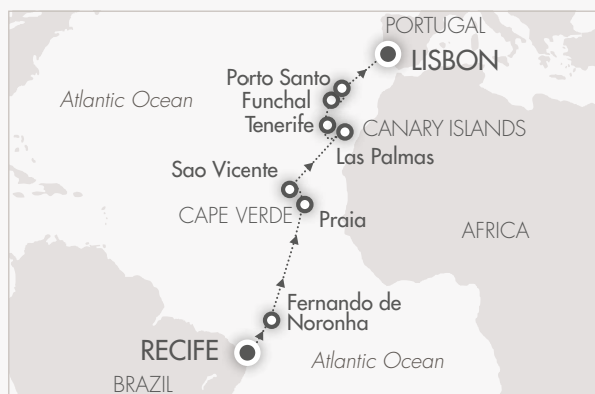 PORTUGAL
LISBON
Porto Santo
Atlantic Ocean
Funchal
Tenerife
CANARY ISLANDS
Las Palmas
Sao Vicente
CAPE VERDE
Praia
AFRICA
Fernando de
Noronha
RECIFE
Atlantic Ocean
BRAZIL